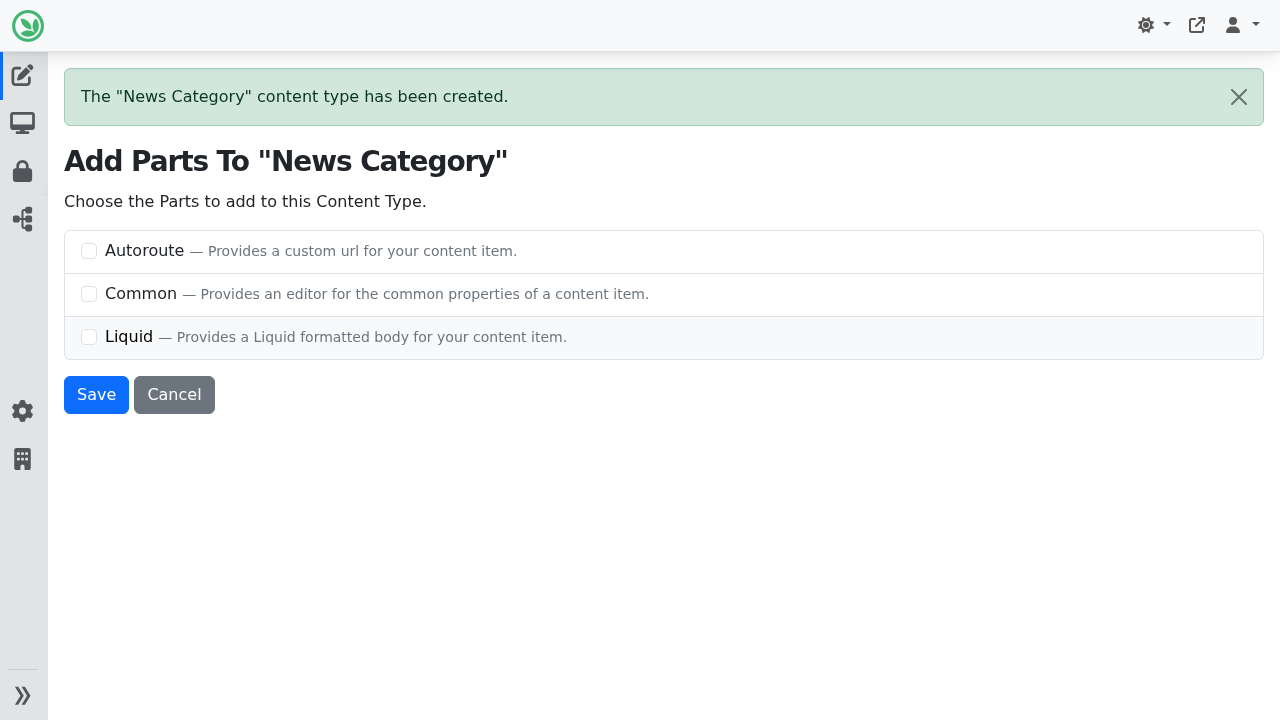 The "News Category" content type has been created.
Add Parts To "News Category"
Choose the Parts to add to this Content Type.
Autoroute — Provides a custom url for your content item.
Common — Provides an editor for the common properties of a content item.
Liquid — Provides a Liquid formatted body for your content item.
Save Cancel